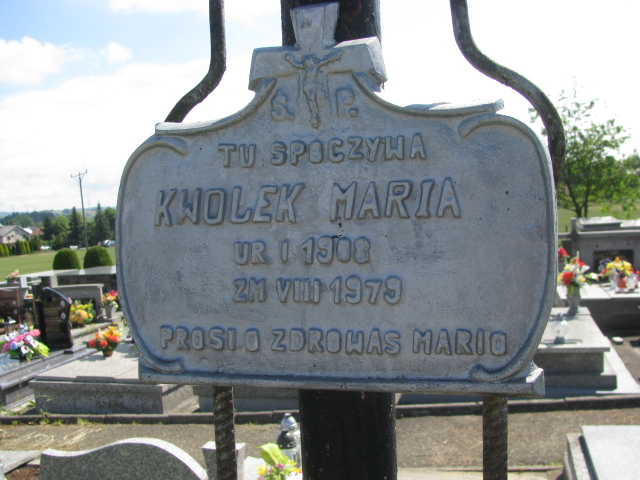 Ś. P.
TU SPOCZYWA
KWOLEK MARIA
UR I 1908
ZM VIII 1979
PROSI O ZDROWAŚ MARIO